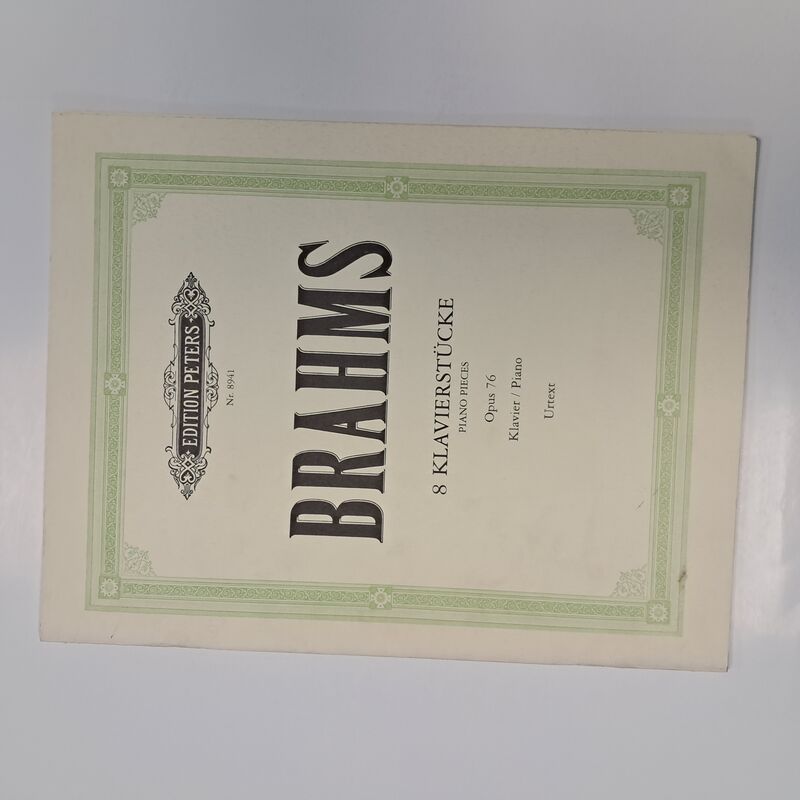 EDITION PETERS
Nr. 8941
BRAHMS
8 KLAVIERSTÜCKE
PIANO PIECES
Opus 76
Klavier / Piano
Urtext